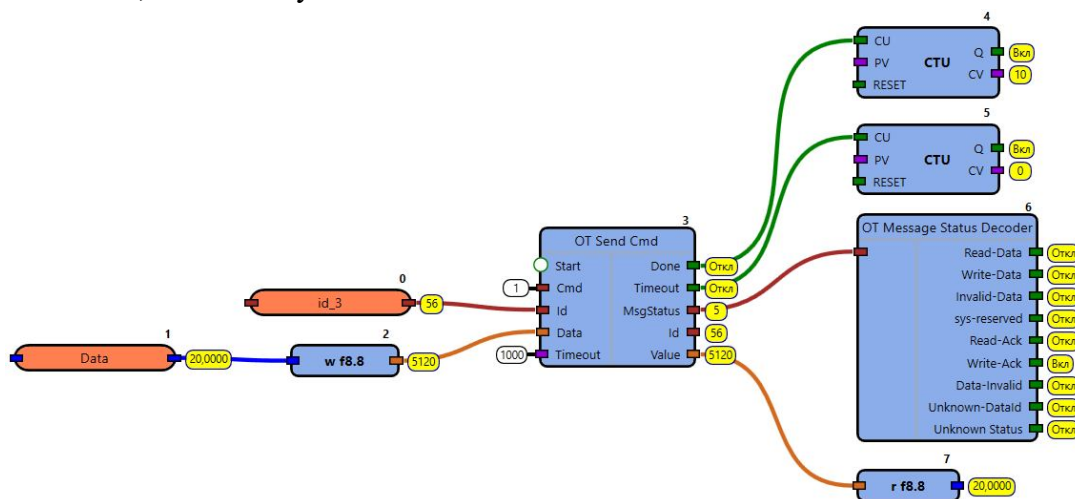 4
CU
PV
RESET
CTU
Q
CV
Вкл
10
5
CU
PV
RESET
CTU
Q
CV
Вкл
0
6
OT Message Status Decoder
Read-Data
Откл
Write-Data
Откл
Invalid-Data
Откл
sys-reserved
Откл
Read-Ack
Откл
Write-Ack
Вкл
Data-Invalid
Откл
Unknown-DataId
Откл
Unknown Status
Откл
3
OT Send Cmd
Start
Done
Откл
1
Cmd
Timeout
Откл
Id
MsgStatus
5
Data
Id
56
1000
Timeout
Value
5120
0
id_3
56
1
Data
20,0000
2
w f8.8
5120
7
r f8.8
20,0000